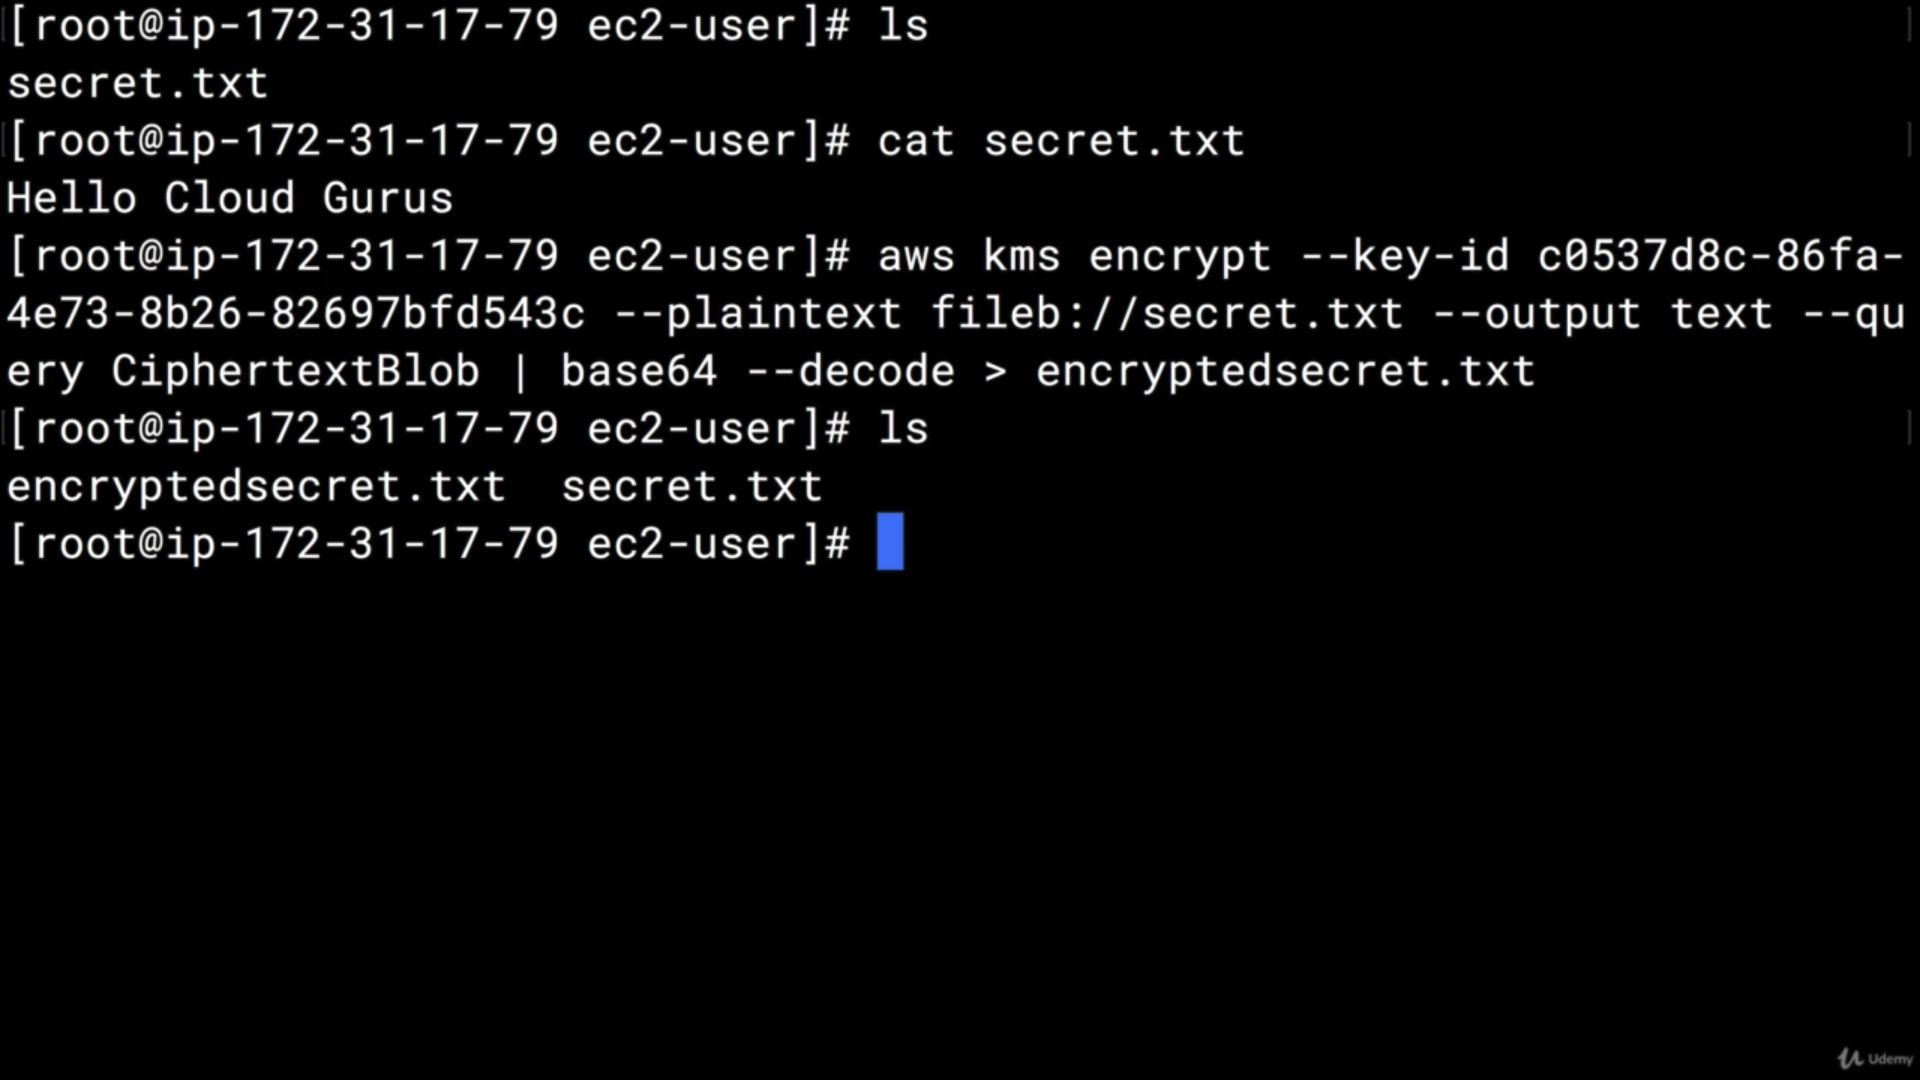 [root@ip-172-31-17-79 ec2-user]# ls
secret.txt
[root@ip-172-31-17-79 ec2-user]# cat secret.txt
Hello Cloud Gurus
[root@ip-172-31-17-79 ec2-user]# aws kms encrypt --key-id c0537d8c-86fa-
4e73-8b26-82697bfd543c --plaintext fileb://secret.txt --output text --qu
ery CiphertextBlob | base64 --decode > encryptedsecret.txt
[root@ip-172-31-17-79 ec2-user]# ls
encryptedsecret.txt  secret.txt
[root@ip-172-31-17-79 ec2-user]#
Udemy